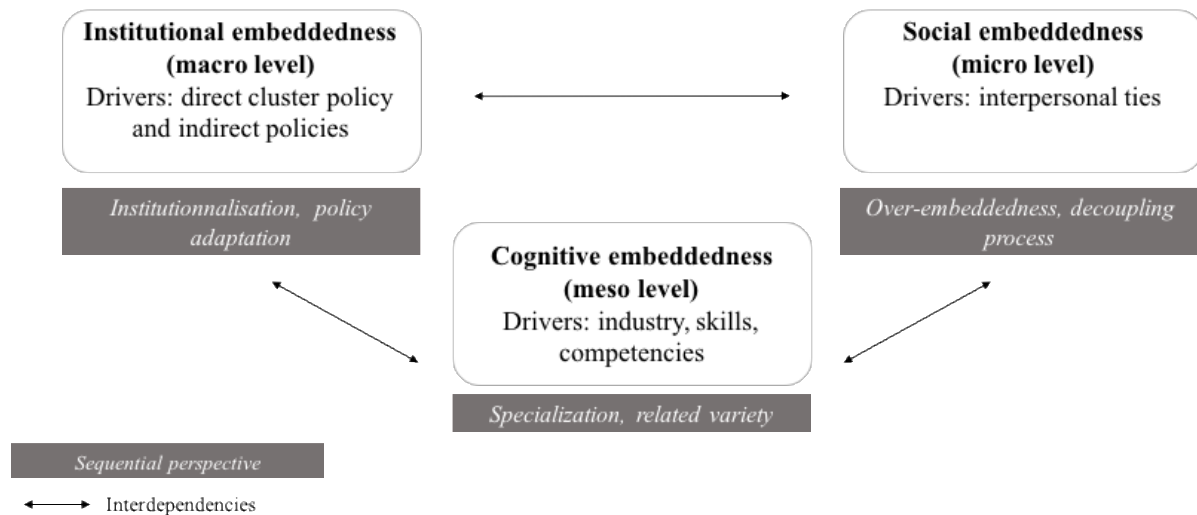 Institutional embeddedness
(macro level)
Drivers: direct cluster policy
and indirect policies
Institutionnalisation, policy
adaptation
Social embeddedness
(micro level)
Drivers: interpersonal ties
Over-embeddedness, decoupling
process
Cognitive embeddedness
(meso level)
Drivers: industry, skills,
competencies
Specialization, related variety
Sequential perspective
Interdependencies